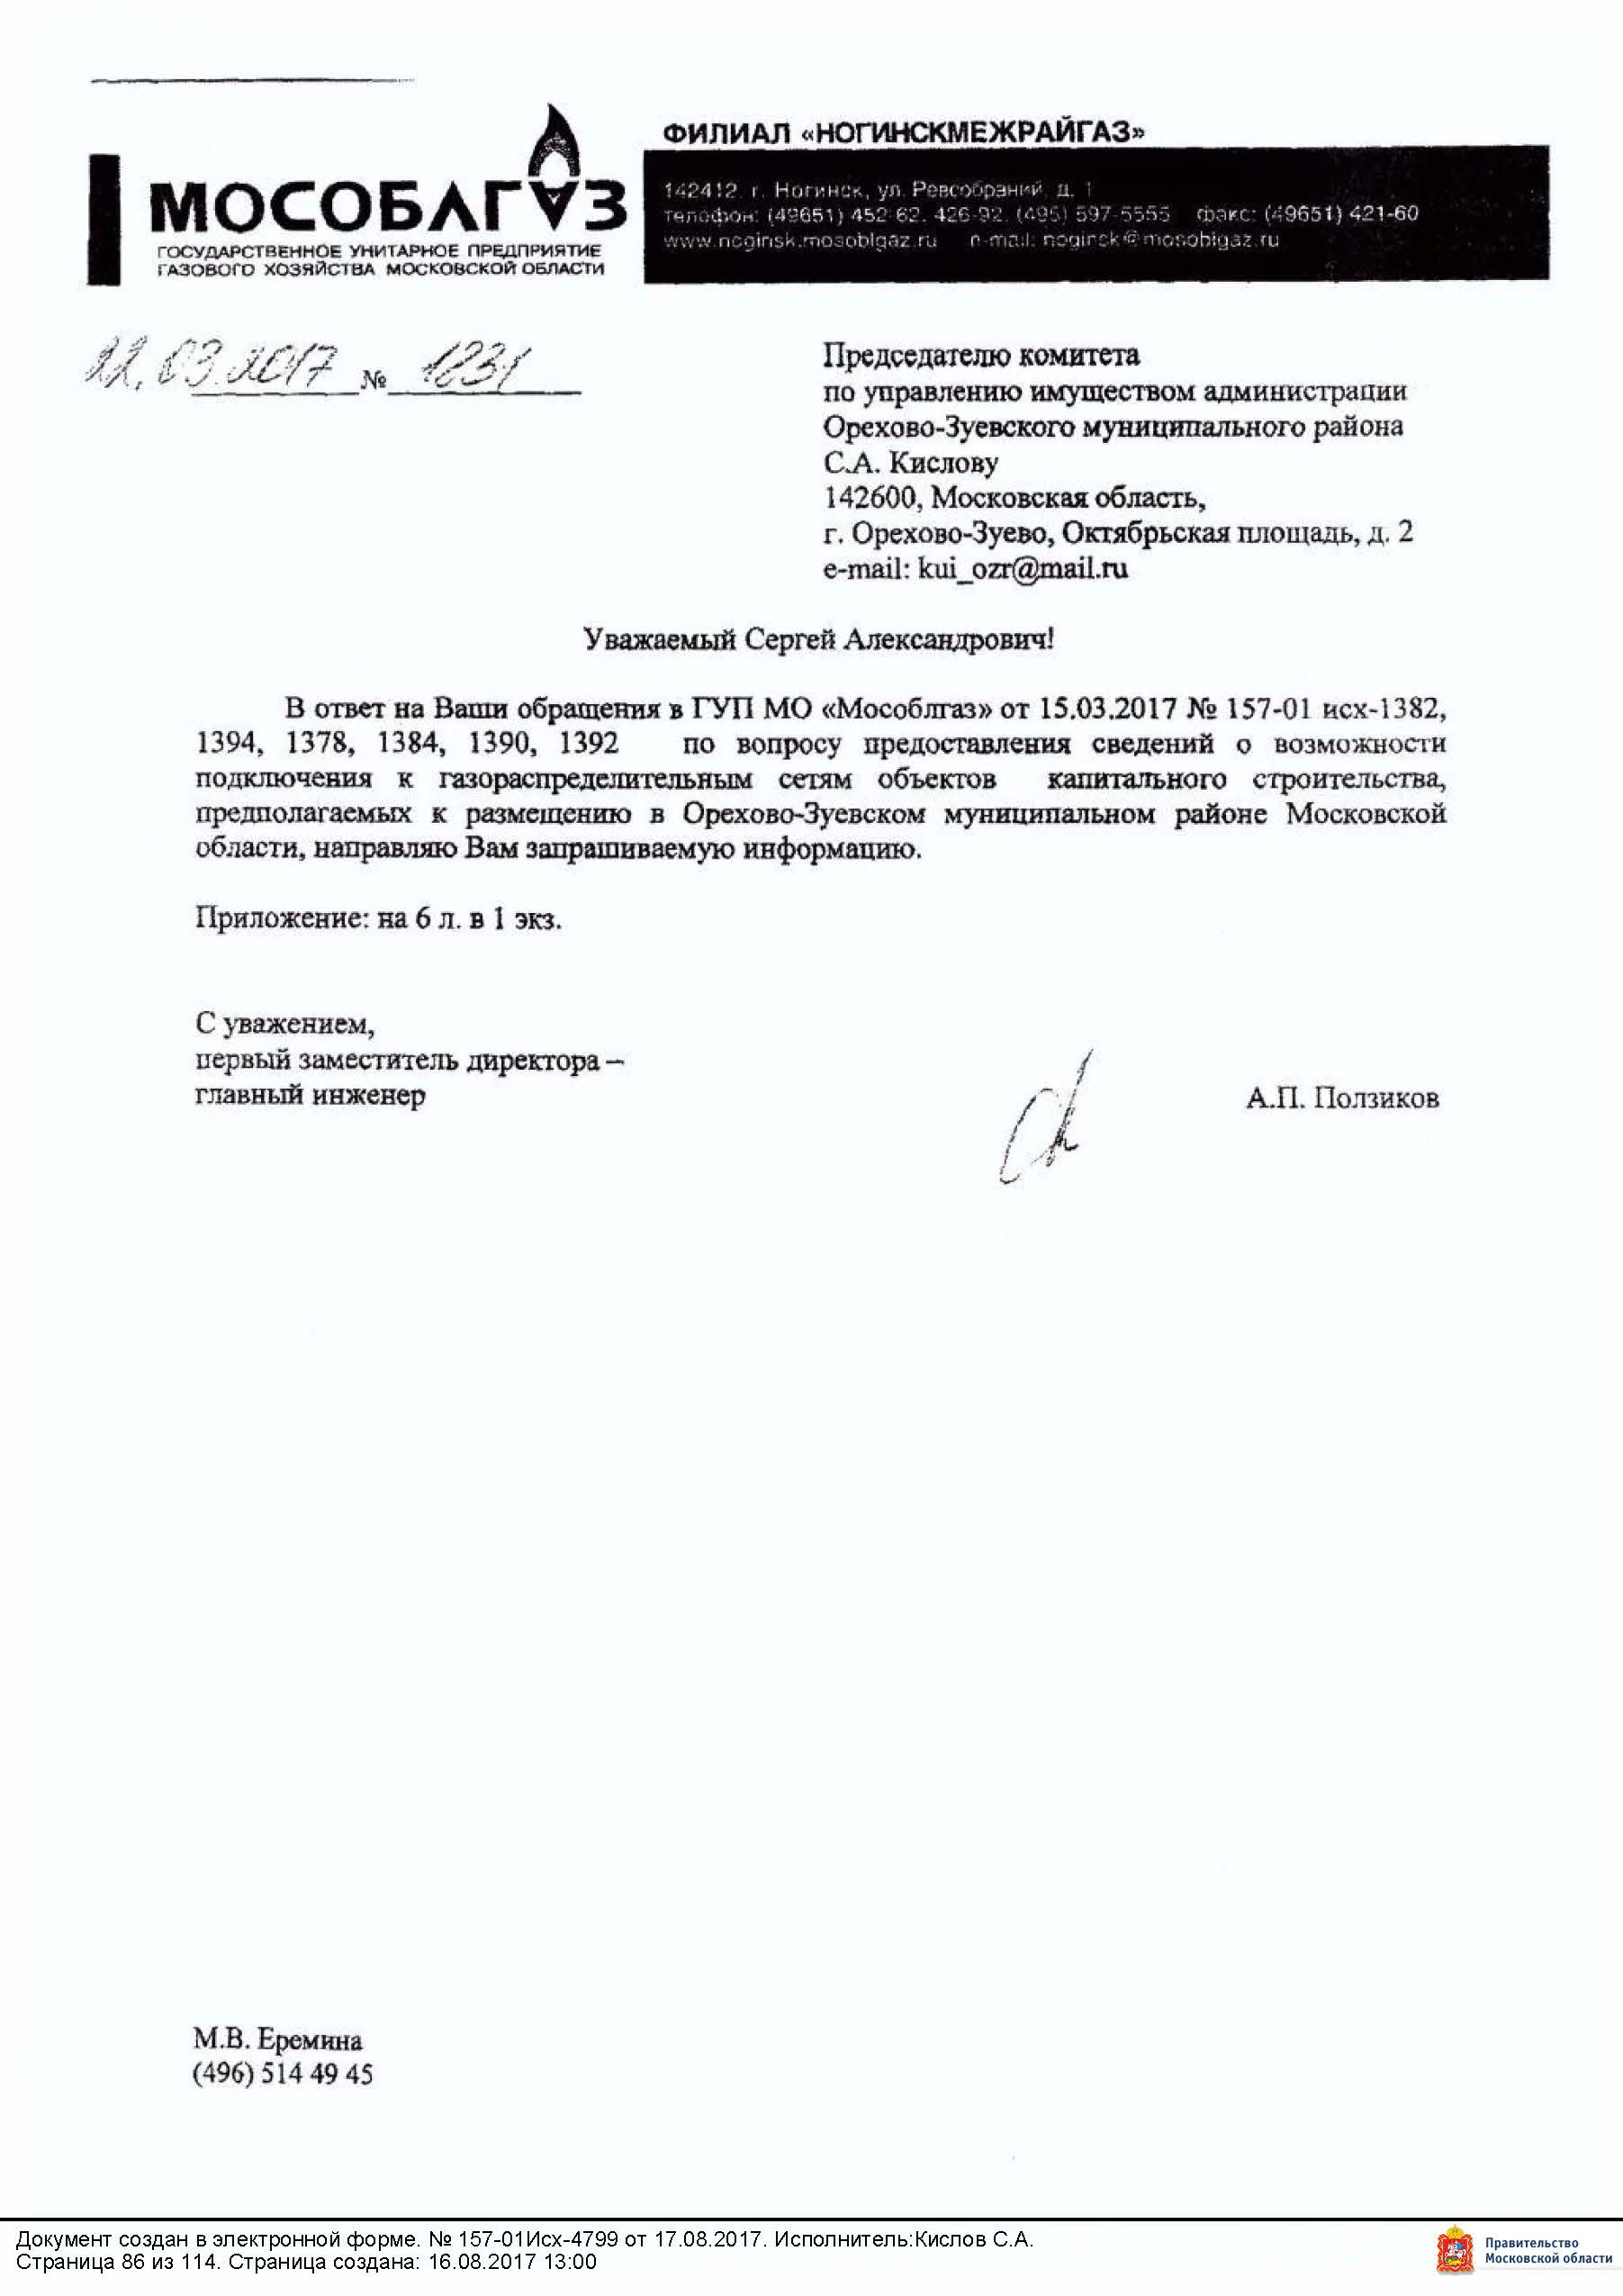 МОСОБЛГАЗ
ГОСУДАРСТВЕННОЕ УНИТАРНОЕ ПРЕДПРИЯТИЕ
ГАЗОВОГО ХОЗЯЙСТВА МОСКОВСКОЙ ОБЛАСТИ
ФИЛИАЛ «НОГИНСКМЕЖРАЙГАЗ»
142412, г. Ногинск, ул. Ревсобраний, д. 1
телефон: (49651) 452-62, 426-92, (495) 597-5555 факс: (49651) 421-60
www.noginsk.mosoblgaz.ru e-mail: noginsk@mosoblgaz.ru
22.03.2017 № 1231
Председателю комитета
по управлению имуществом администрации
Орехово-Зуевского муниципального района
С.А. Кислову
142600, Московская область,
г. Орехово-Зуево, Октябрьская площадь, д. 2
e-mail: kui_ozr@mail.ru
Уважаемый Сергей Александрович!
В ответ на Ваши обращения в ГУП МО «Мособлгаз» от 15.03.2017 № 157-01 исх-1382,
1394, 1378, 1384, 1390, 1392 по вопросу предоставления сведений о возможности
подключения к газораспределительным сетям объектов капитального строительства,
предполагаемых к размещению в Орехово-Зуевском муниципальном районе Московской
области, направляю Вам запрашиваемую информацию.
Приложение: на 6 л. в 1 экз.
С уважением,
первый заместитель директора –
главный инженер
А.П. Ползиков
М.В. Еремина
(496) 514 49 45
Документ создан в электронной форме. № 157-01Исх-4799 от 17.08.2017. Исполнитель:Кислов С.А.
Страница 86 из 114. Страница создана: 16.08.2017 13:00
Правительство
Московской области